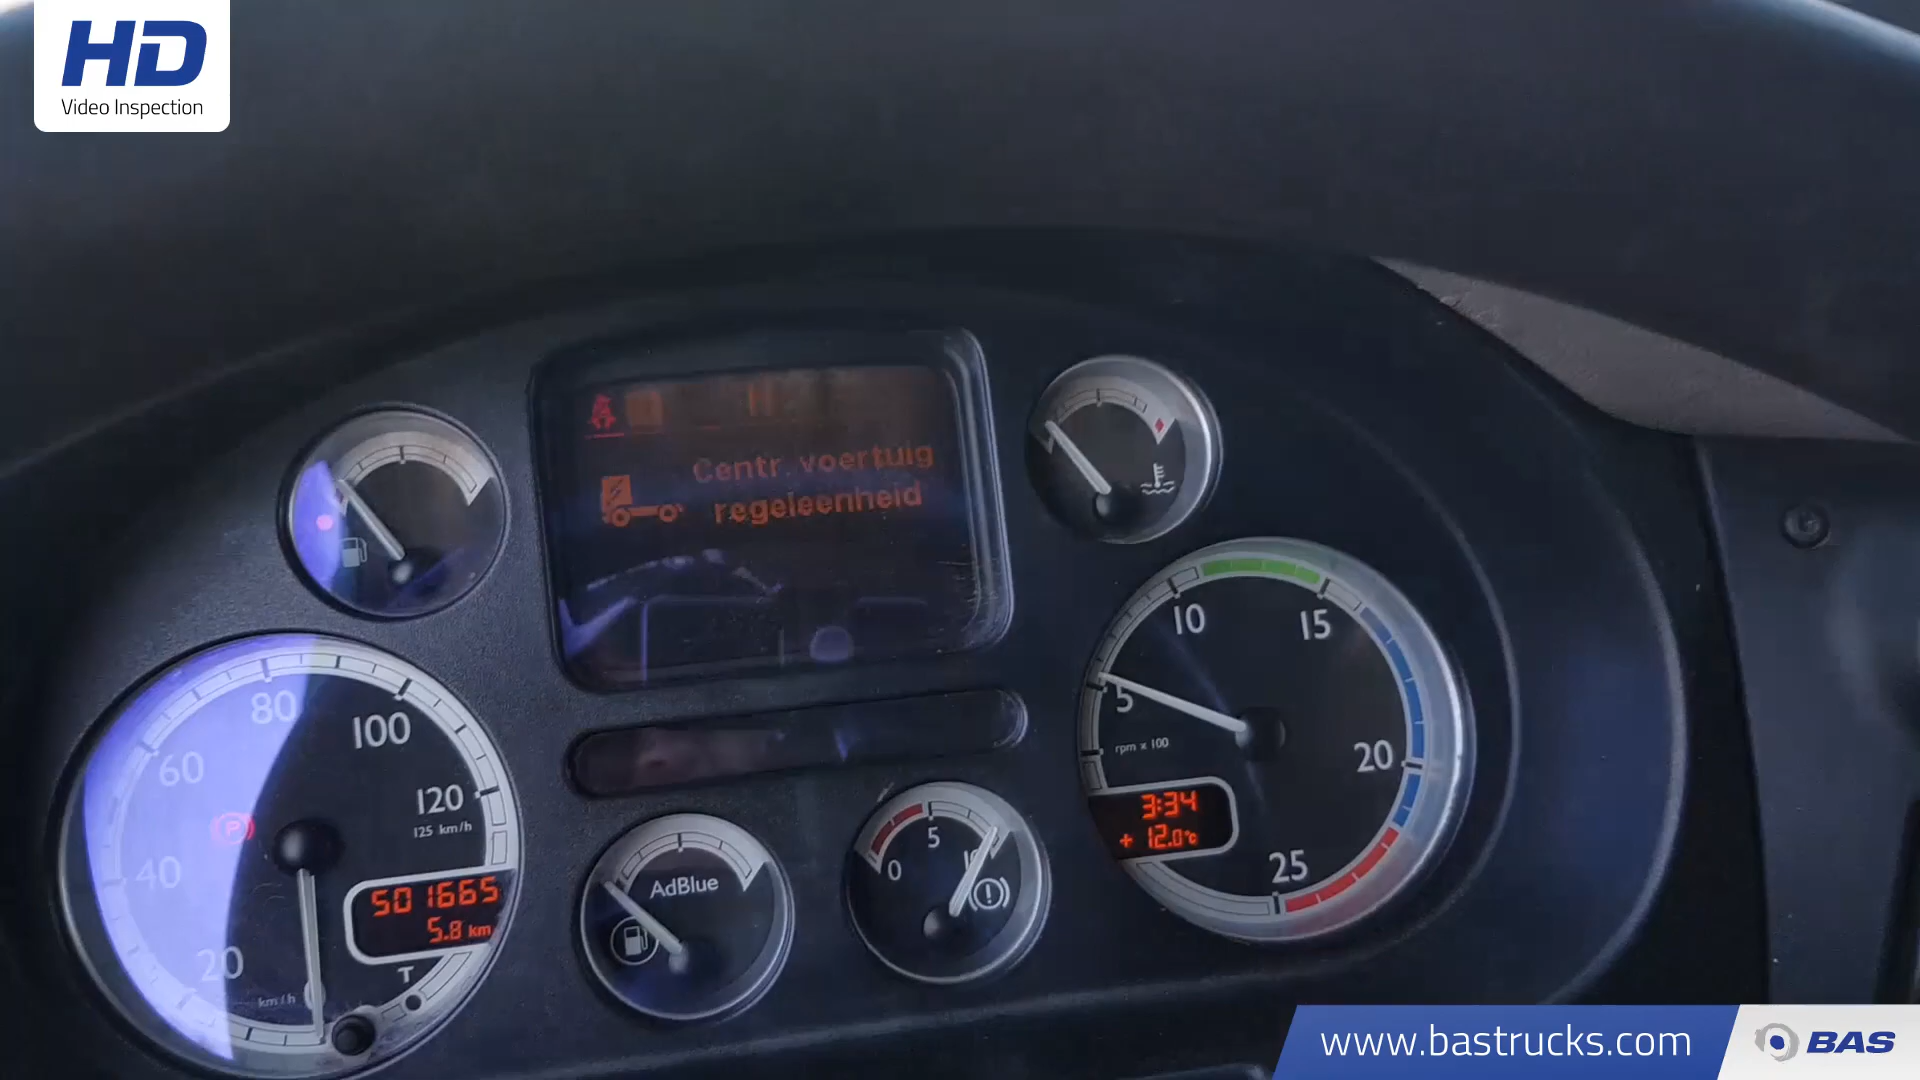 HD
Video Inspection
Centr. voertuig
regeleenheid
80
100
60
120
125 km/h
40
501665
5.8 km
20
T
km/h
AdBlue
0
5
10
5
10
15
20
25
rpm x 100
3:34
+ 12.0°C
P
www.bastrucks.com
BAS